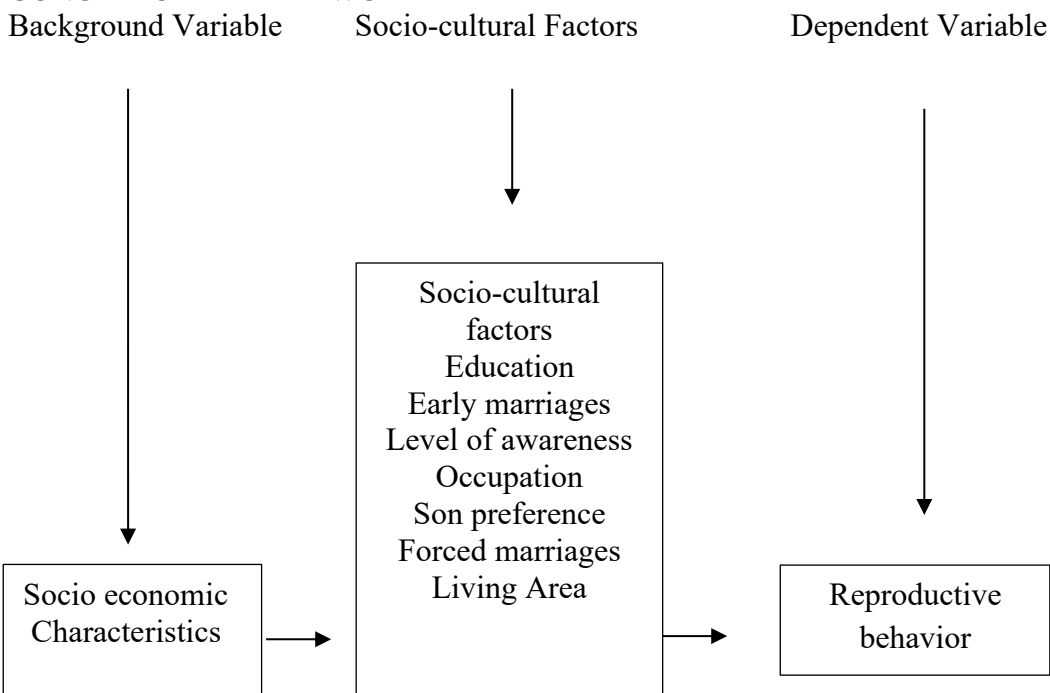 Background Variable Socio-cultural Factors Dependent Variable
Socio-cultural
factors
Education
Early marriages
Level of awareness
Occupation
Son preference
Forced marriages
Living Area
Socio economic
Characteristics
Reproductive
behavior